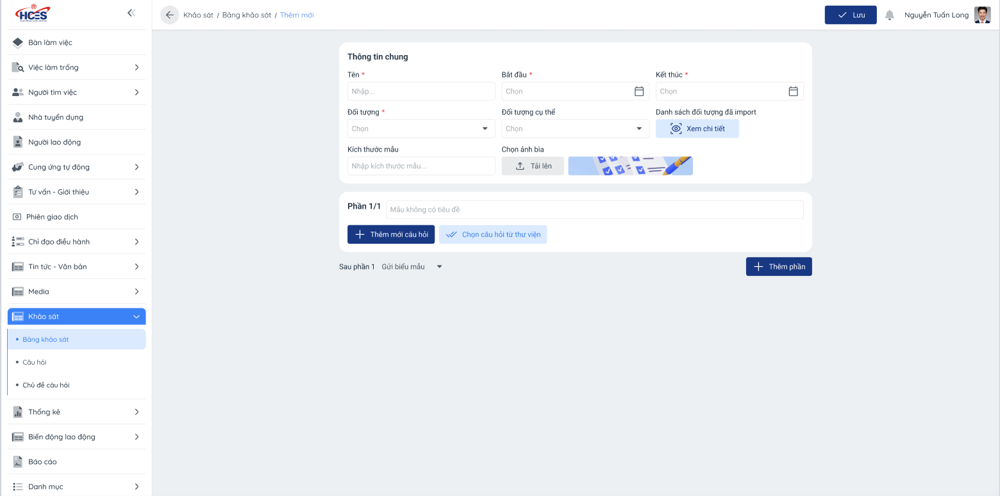 HCES
Bàn làm việc
Việc làm trống
Người tìm việc
Nhà tuyển dụng
Người lao động
Cung ứng tự động
Tư vấn - Giới thiệu
Phiên giao dịch
Chỉ đạo điều hành
Tin tức - Văn bản
Media
Khảo sát
Bảng khảo sát
Câu hỏi
Chủ đề câu hỏi
Thống kê
Biến động lao động
Báo cáo
Danh mục
Khảo sát / Bảng khảo sát / Thêm mới
Lưu
Nguyễn Tuấn Long
Thông tin chung
Tên * Bắt đầu * Kết thúc *
Nhập... Chọn Chọn
Đối tượng * Đối tượng cụ thể Danh sách đối tượng đã import
Chọn Chọn Xem chi tiết
Kích thước mẫu Chọn ảnh bìa
Nhập kích thước mẫu... Tải lên
Phần 1/1 Mẫu không có tiêu đề
Thêm mới câu hỏi Chọn câu hỏi từ thư viện
Sau phần 1 Gửi biểu mẫu Thêm phần